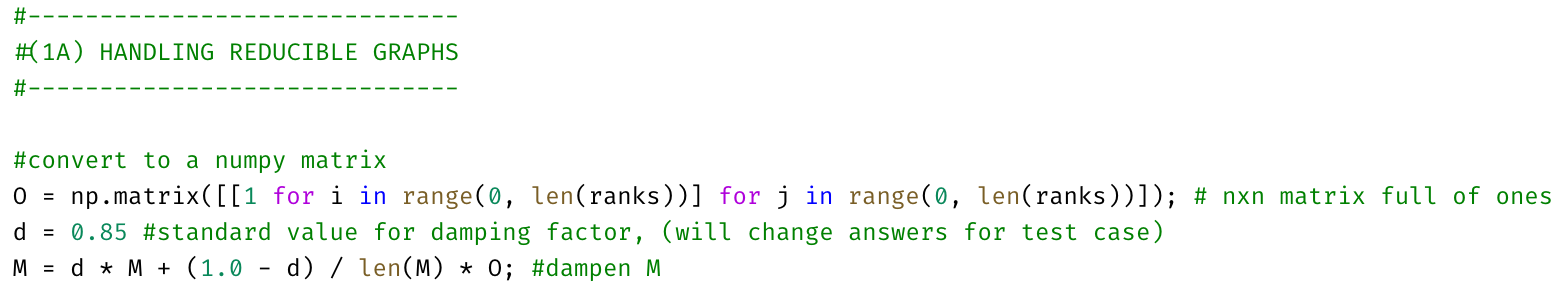 #------------------------------
#(1A) HANDLING REDUCIBLE GRAPHS
#------------------------------
#convert to a numpy matrix
O = np.matrix([[1 for i in range(0, len(ranks))] for j in range(0, len(ranks))]); # nxn matrix full of ones
d = 0.85 #standard value for damping factor, (will change answers for test case)
M = d * M + (1.0 - d) / len(M) * O; #dampen M